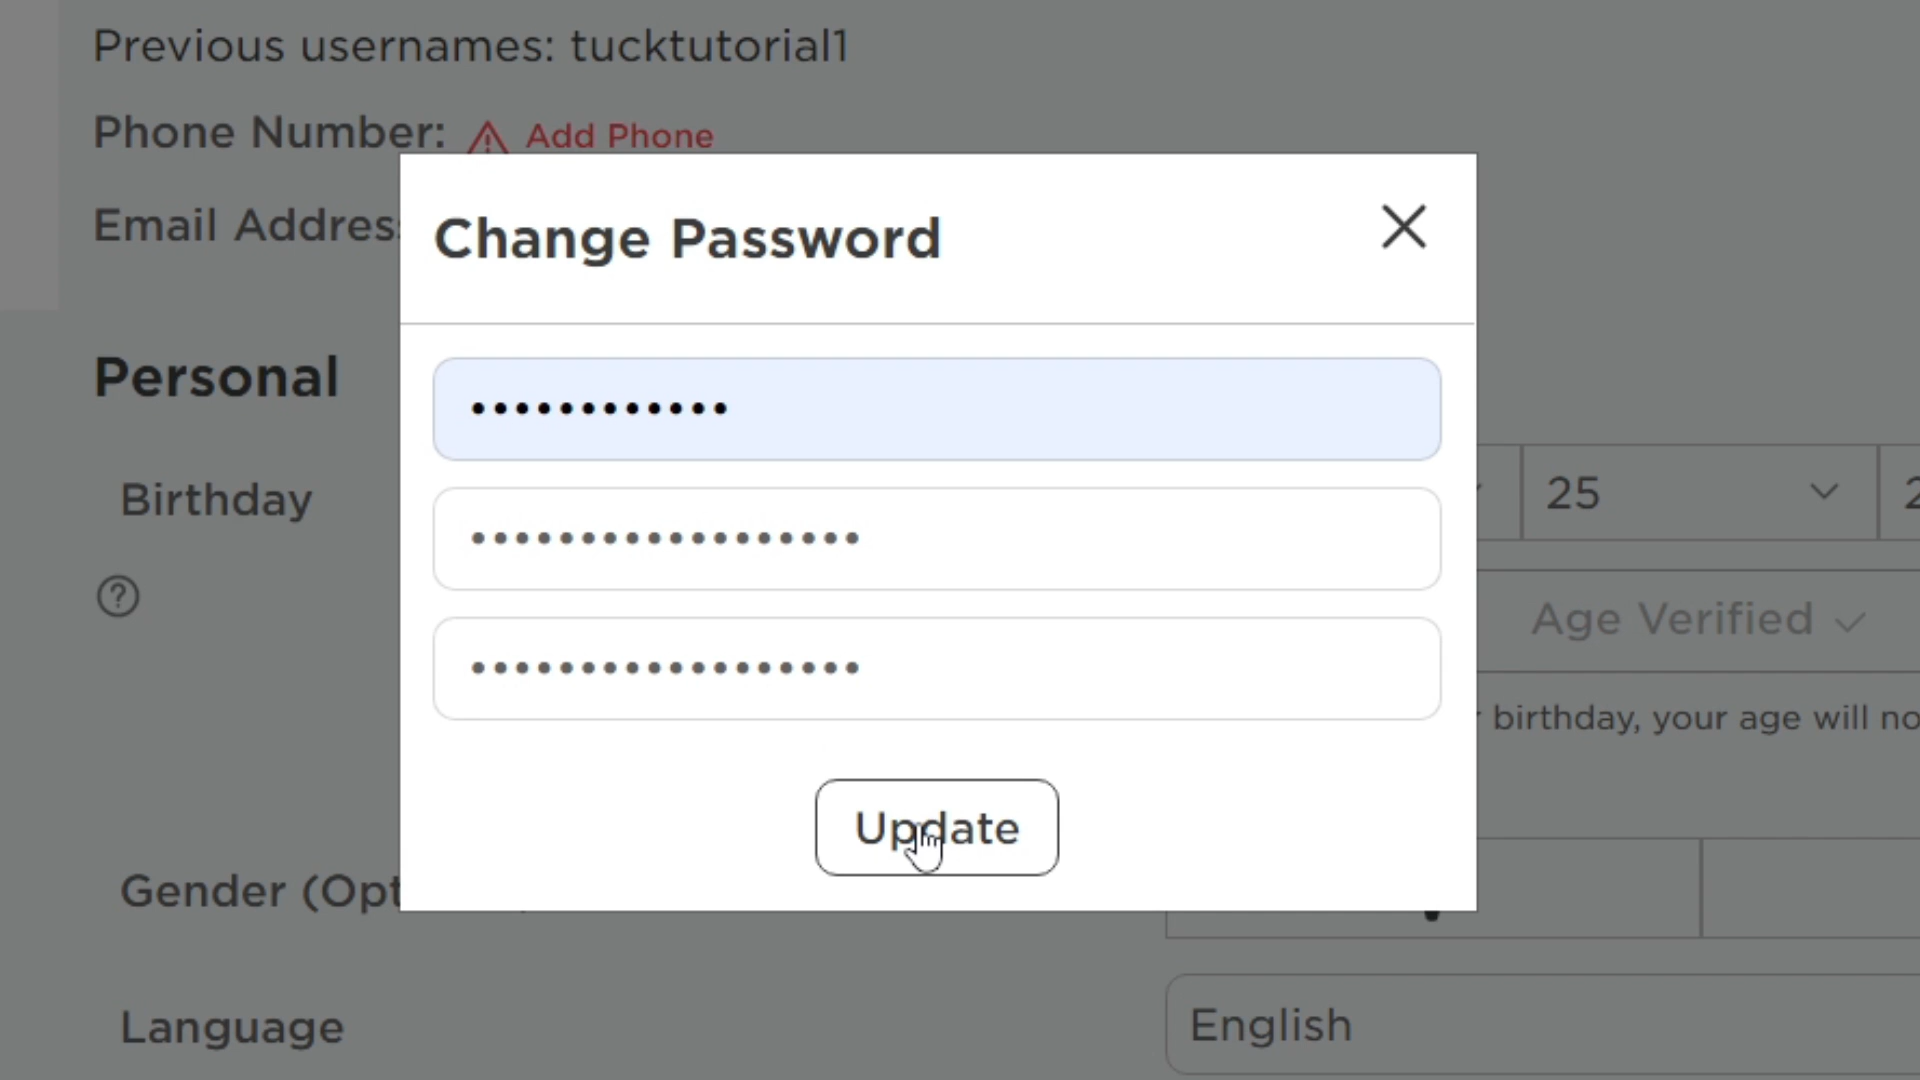 Previous usernames: tucktutorial1
Phone Number: Add Phone
Email Address
Change Password
Personal
••••••••••••
Birthday
25
••••••••••••••••••
Age Verified
••••••••••••••••••
birthday, your age will no
Update
Gender (Opt
Language
English